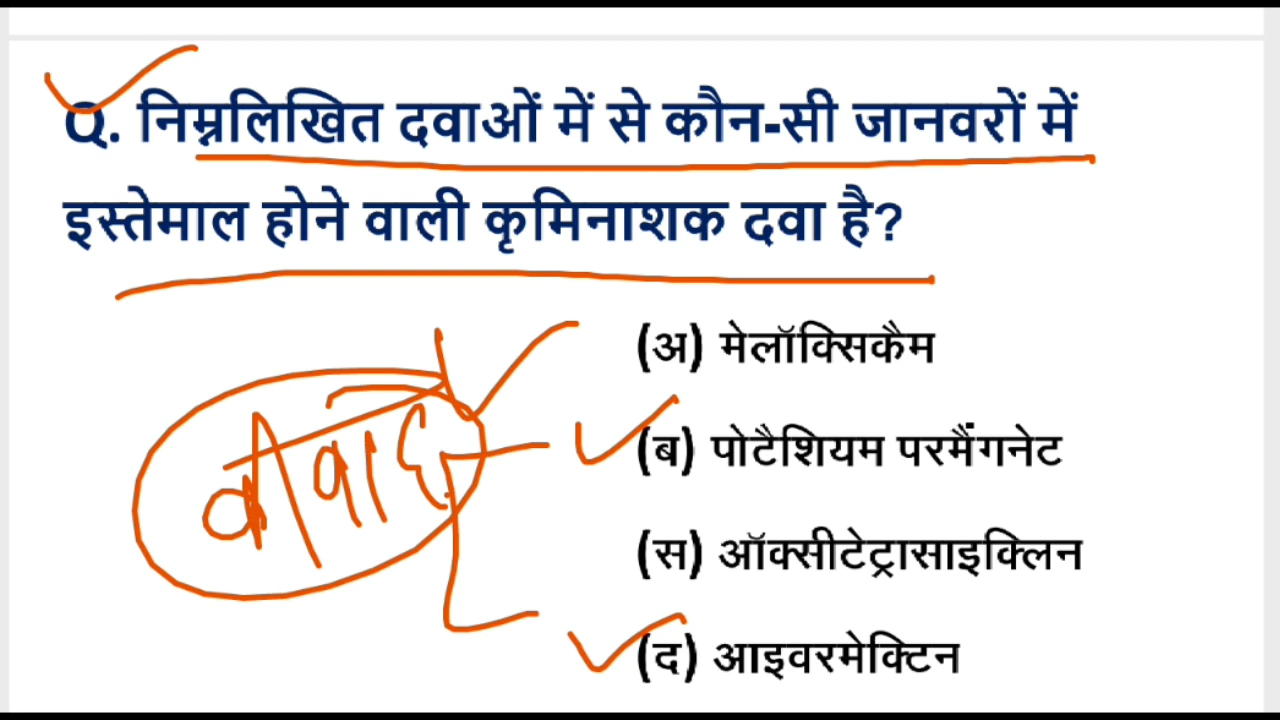 Q. निम्नलिखित दवाओं में से कौन-सी जानवरों में
इस्तेमाल होने वाली कृमिनाशक दवा है?
(अ) मेलॉक्सिकैम
(ब) पोटैशियम परमैंगनेट
(स) ऑक्सीटेट्रासाइक्लिन
(द) आइवरमेक्टिन